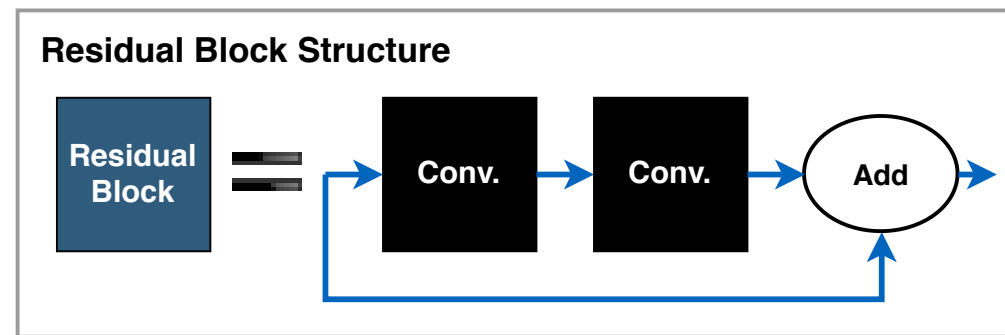 Residual Block Structure
Residual
Block
Conv.
Conv.
Add